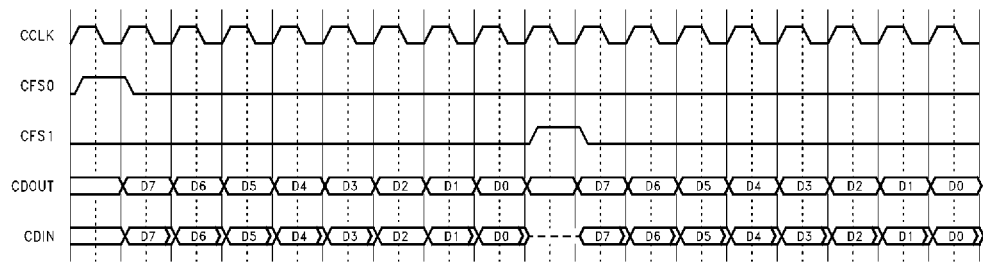 CCLK
CFS0
CFS1
CDOUT D7 D6 D5 D4 D3 D2 D1 D0 D7 D6 D5 D4 D3 D2 D1 D0
CDIN D7 D6 D5 D4 D3 D2 D1 D0 D7 D6 D5 D4 D3 D2 D1 D0